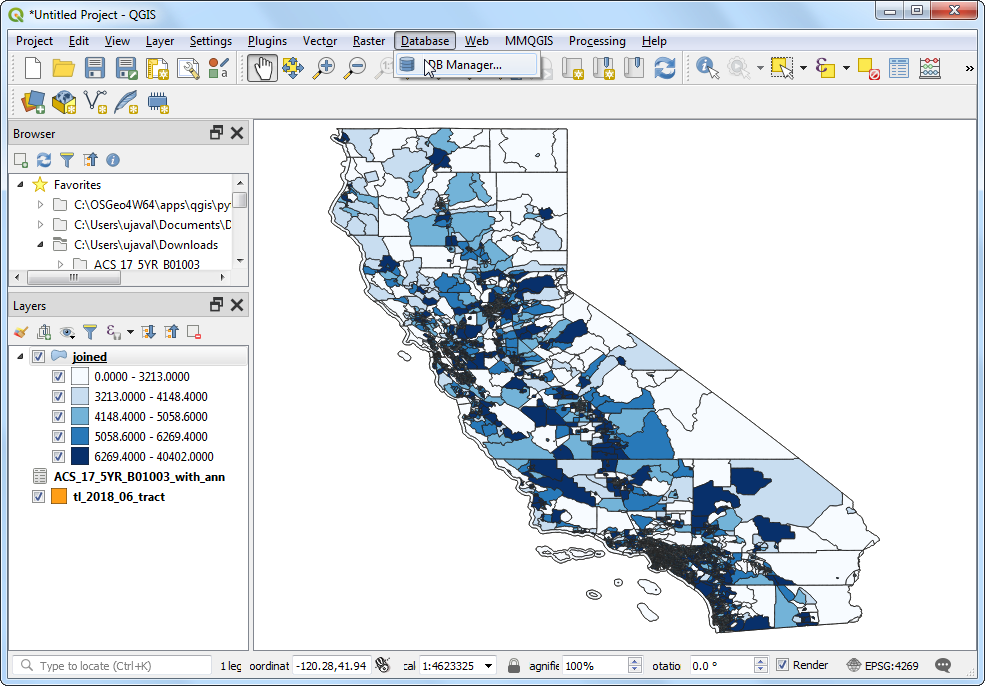 *Untitled Project - QGIS
Project Edit View Layer Settings Plugins Vector Raster Database Web MMQGIS Processing Help
DB Manager...
»
Browser
Favorites
C:\OSGeo4W64\apps\qgis\py
C:\Users\ujaval\Documents\D
C:\Users\ujaval\Downloads
ACS_17_5YR_B01003
Layers
joined
0.0000 - 3213.0000
3213.0000 - 4148.4000
4148.4000 - 5058.6000
5058.6000 - 6269.4000
6269.4000 - 40402.0000
ACS_17_5YR_B01003_with_ann
tl_2018_06_tract
Type to locate (Ctrl+K) 1 leg oordinat -120.28,41.94 cal 1:4623325 agnifie 100% otatio 0.0 ° Render EPSG:4269